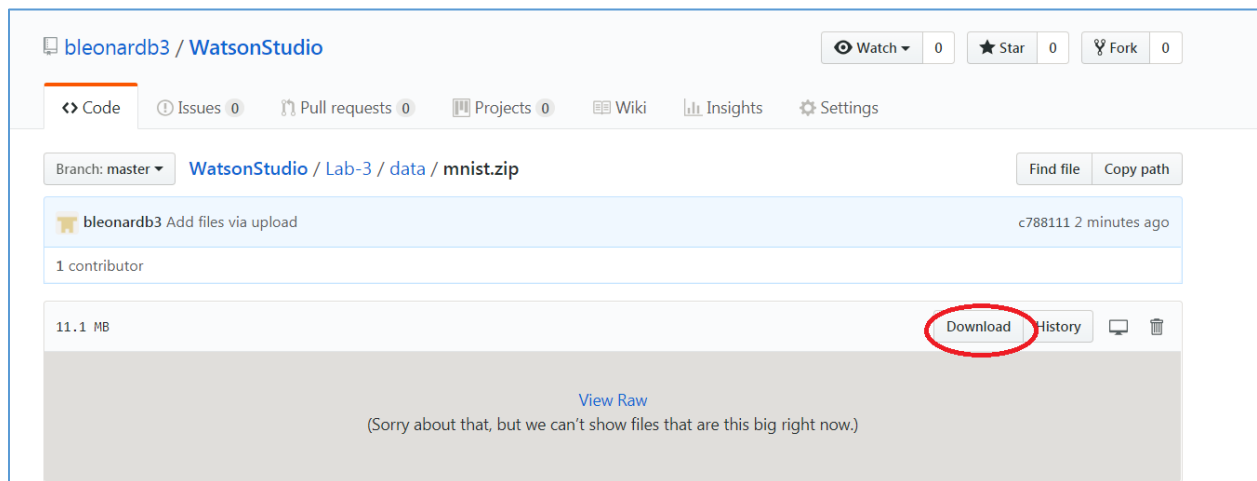 bleonardb3 / WatsonStudio
Watch 0 Star 0 Fork 0
Code Issues 0 Pull requests 0 Projects 0 Wiki Insights Settings
Branch: master WatsonStudio / Lab-3 / data / mnist.zip Find file Copy path
bleonardb3 Add files via upload c788111 2 minutes ago
1 contributor
11.1 MB Download History
View Raw
(Sorry about that, but we can't show files that are this big right now.)